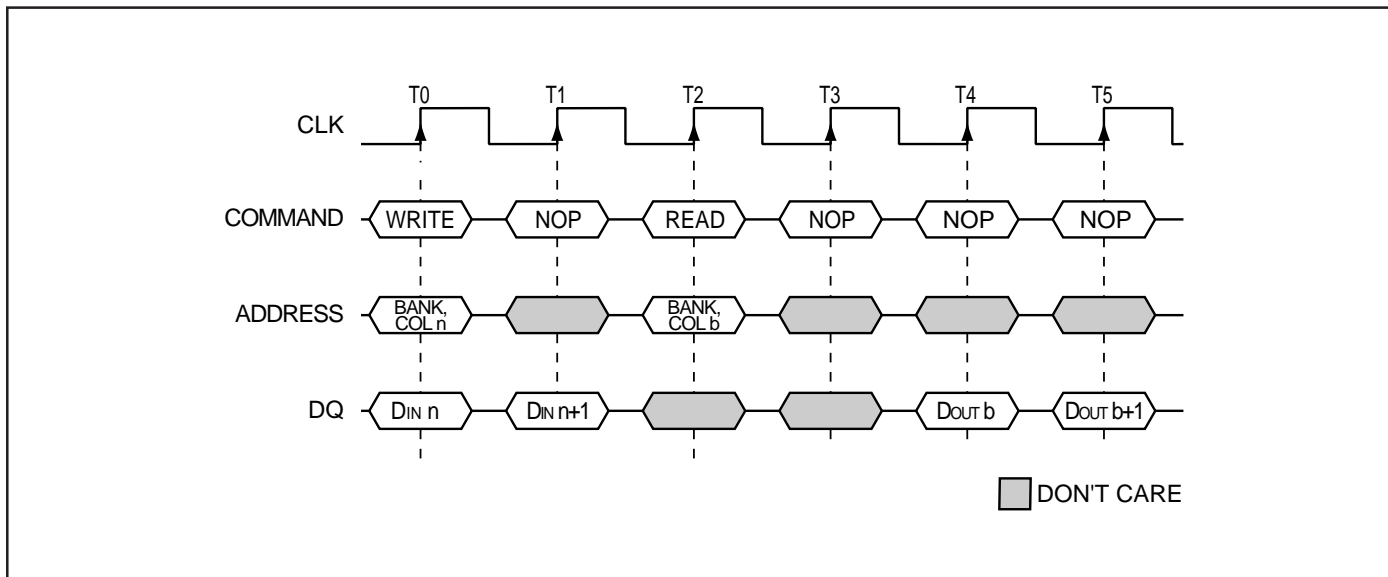 T0 T1 T2 T3 T4 T5
CLK
COMMAND WRITE NOP READ NOP NOP NOP
ADDRESS BANK, COL n BANK, COL b
DQ DIN n DIN n+1 DOUT b DOUT b+1
DON'T CARE